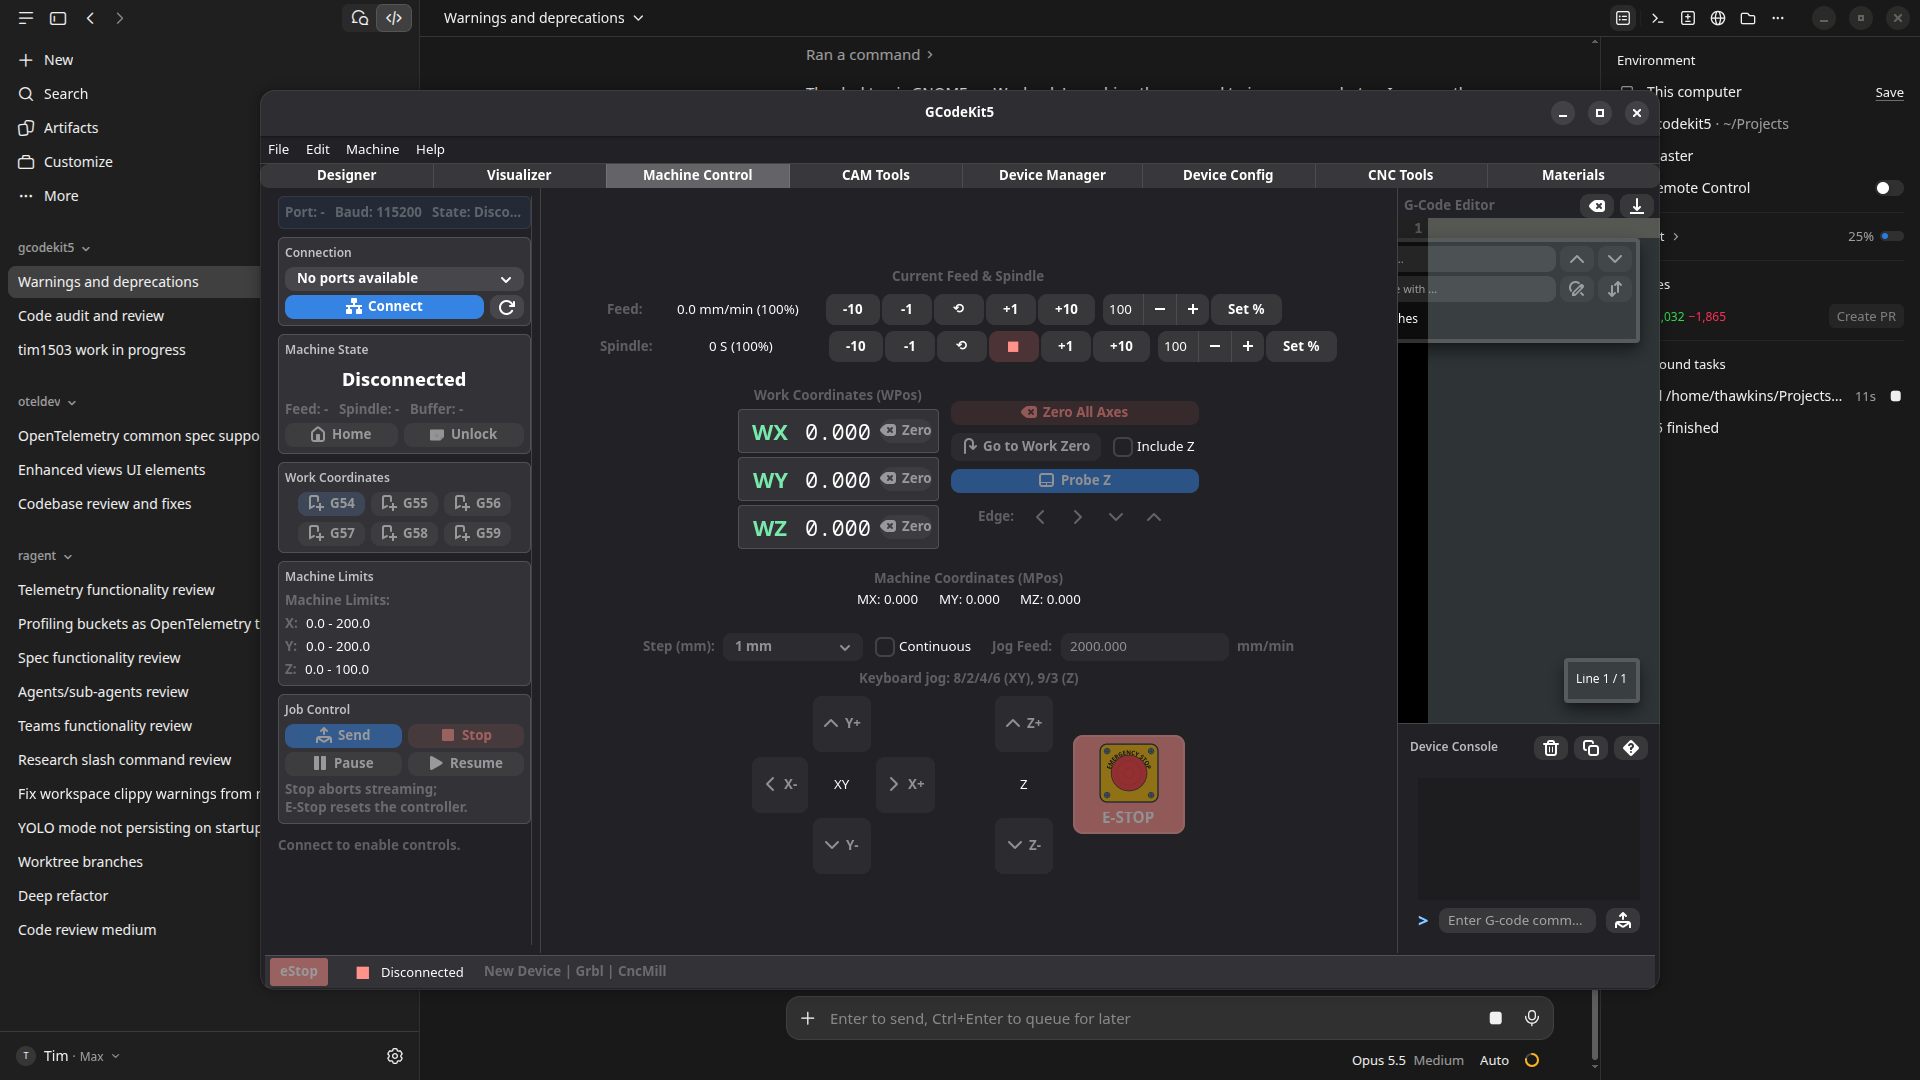 Warnings and deprecations
New
Search
Artifacts
Customize
More
gcodekit5
Warnings and deprecations
Code audit and review
tim1503 work in progress
oteldev
OpenTelemetry common spec suppo
Enhanced views UI elements
Codebase review and fixes
ragent
Telemetry functionality review
Profiling buckets as OpenTelemetry t
Spec functionality review
Agents/sub-agents review
Teams functionality review
Research slash command review
Fix workspace clippy warnings from r
YOLO mode not persisting on startup
Worktree branches
Deep refactor
Code review medium
T Tim · Max
Ran a command
GCodeKit5
File Edit Machine Help
Designer Visualizer Machine Control CAM Tools Device Manager Device Config CNC Tools Materials
Port: - Baud: 115200 State: Disco...
Connection
No ports available
Connect
Machine State
Disconnected
Feed: - Spindle: - Buffer: -
Home Unlock
Work Coordinates
G54 G55 G56
G57 G58 G59
Machine Limits
Machine Limits:
X: 0.0 - 200.0
Y: 0.0 - 200.0
Z: 0.0 - 100.0
Job Control
Send Stop
Pause Resume
Stop aborts streaming;
E-Stop resets the controller.
Connect to enable controls.
Current Feed & Spindle
Feed: 0.0 mm/min (100%) -10 -1 ⟲ +1 +10 100 − + Set %
Spindle: 0 S (100%) -10 -1 ⟲ +1 +10 100 − + Set %
Work Coordinates (WPos)
WX 0.000 Zero
WY 0.000 Zero
WZ 0.000 Zero
Zero All Axes
Go to Work Zero Include Z
Probe Z
Edge:
Machine Coordinates (MPos)
MX: 0.000 MY: 0.000 MZ: 0.000
Step (mm): 1 mm Continuous Jog Feed: 2000.000 mm/min
Keyboard jog: 8/2/4/6 (XY), 9/3 (Z)
Y+ Z+
X- XY X+ Z
Y- Z-
EMERGENCY STOP
E-STOP
G-Code Editor
1
...
e with ...
hes
Line 1 / 1
Device Console
> Enter G-code comm...
eStop Disconnected New Device | Grbl | CncMill
Enter to send, Ctrl+Enter to queue for later
Opus 5.5 Medium Auto
Environment
This computer Save
codekit5 · ~/Projects
aster
emote Control
t 25%
es
,032 −1,865 Create PR
ound tasks
l /home/thawkins/Projects... 11s
5 finished